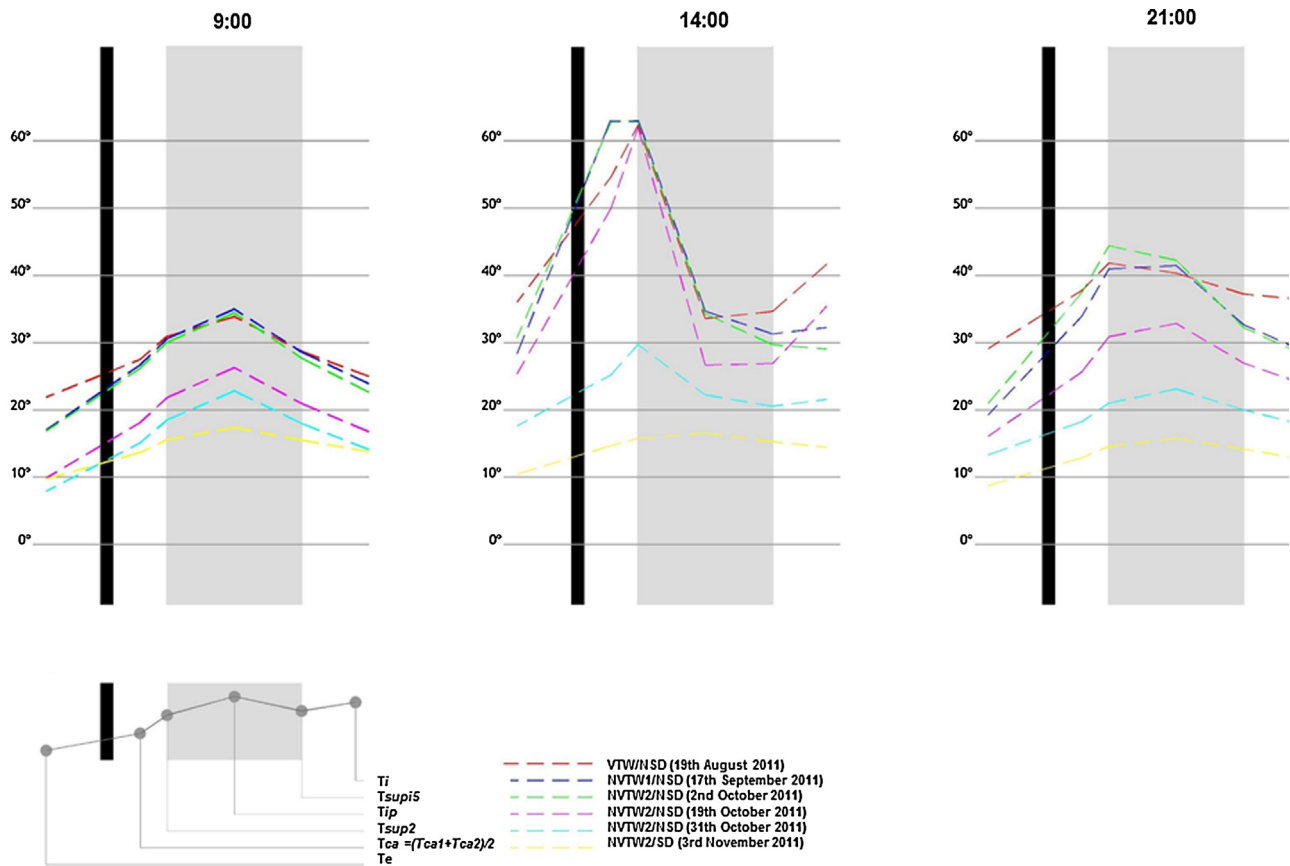 9:00
14:00
21:00
60°
50°
40°
30°
20°
10°
0°
60°
50°
40°
30°
20°
10°
0°
60°
50°
40°
30°
20°
10°
0°
Ti
Tsupi5
Tip
Tsup2
Tca =(Tca1+Tca2)/2
Te
VTW/NSD (19th August 2011)
NVTW1/NSD (17th September 2011)
NVTW2/NSD (2nd October 2011)
NVTW2/NSD (19th October 2011)
NVTW2/NSD (31th October 2011)
NVTW2/SD (3rd November 2011)